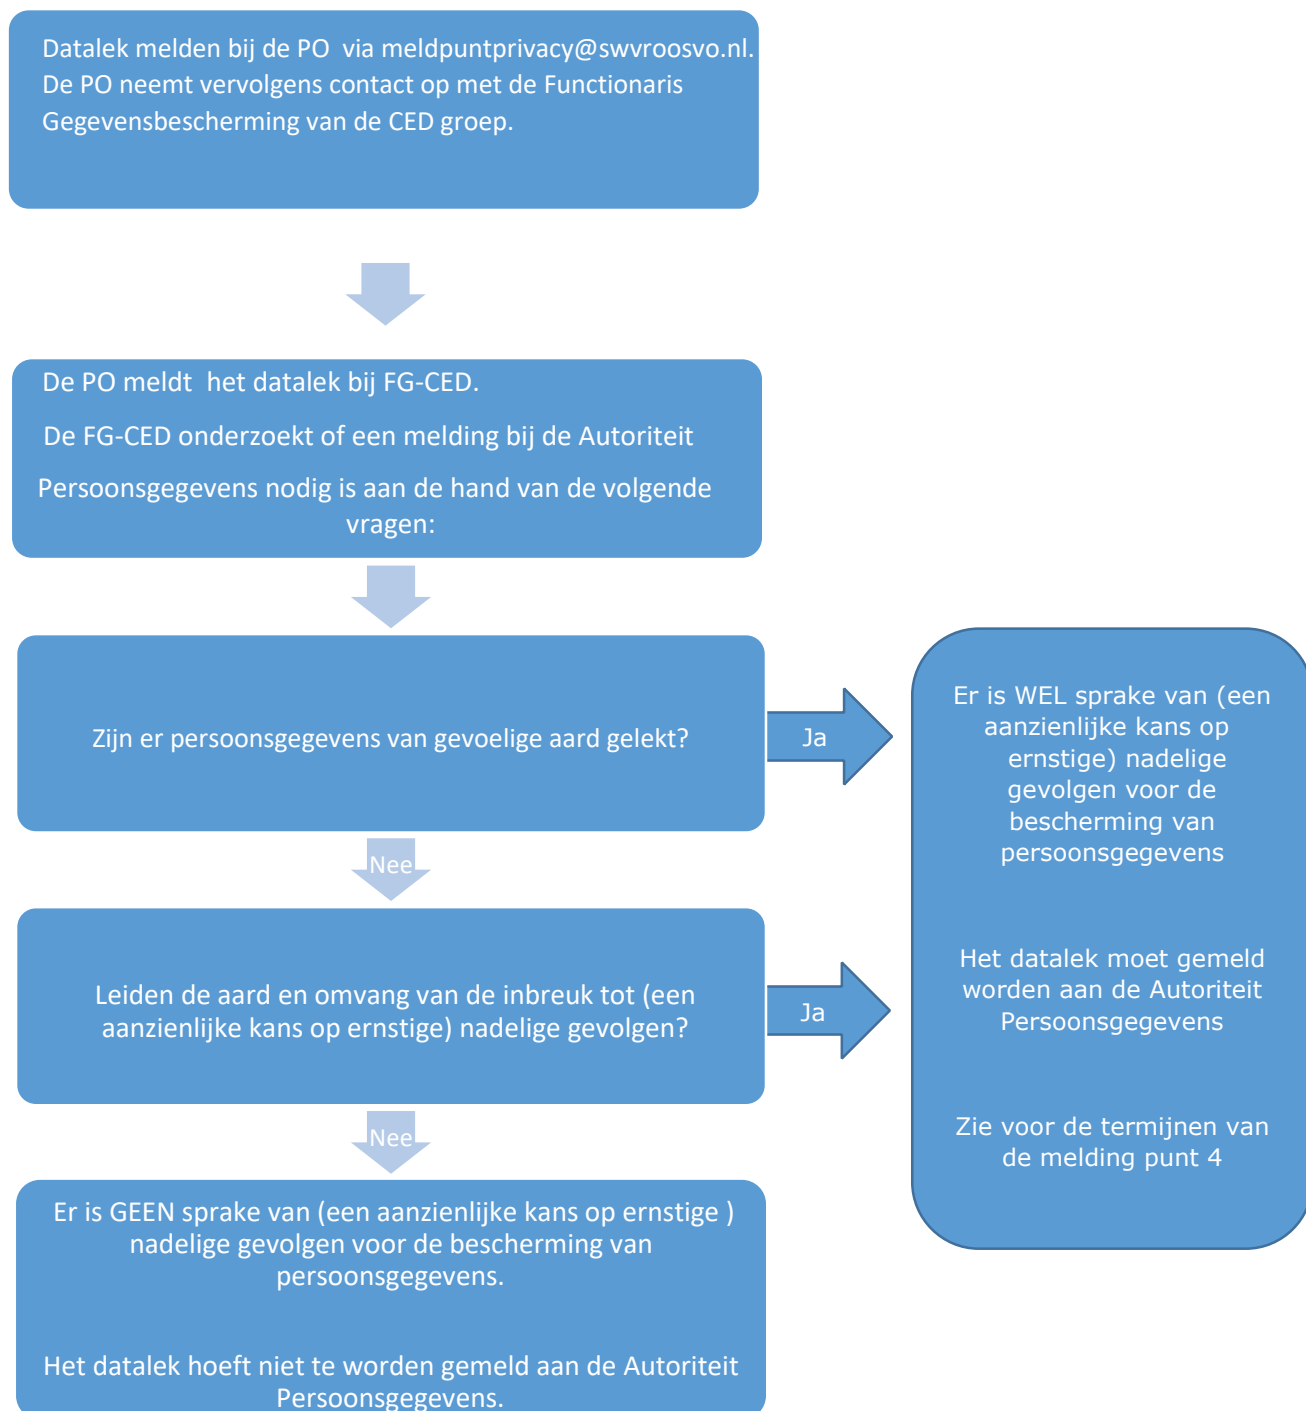 Datalek melden bij de PO  via meldpuntprivacy@swvroosvo.nl.
De PO neemt vervolgens contact op met de Functionaris
Gegevensbescherming van de CED groep.
De PO meldt  het datalek bij FG-CED.
De FG-CED onderzoekt of een melding bij de Autoriteit
Persoonsgegevens nodig is aan de hand van de volgende
vragen:
Zijn er persoonsgegevens van gevoelige aard gelekt?
Ja
Nee
Leiden de aard en omvang van de inbreuk tot (een
aanzienlijke kans op ernstige) nadelige gevolgen?
Ja
Nee
Er is GEEN sprake van (een aanzienlijke kans op ernstige )
nadelige gevolgen voor de bescherming van
persoonsgegevens.
Het datalek hoeft niet te worden gemeld aan de Autoriteit
Persoonsgegevens.
Er is WEL sprake van (een
aanzienlijke kans op
ernstige) nadelige
gevolgen voor de
bescherming van
persoonsgegevens
Het datalek moet gemeld
worden aan de Autoriteit
Persoonsgegevens
Zie voor de termijnen van
de melding punt 4